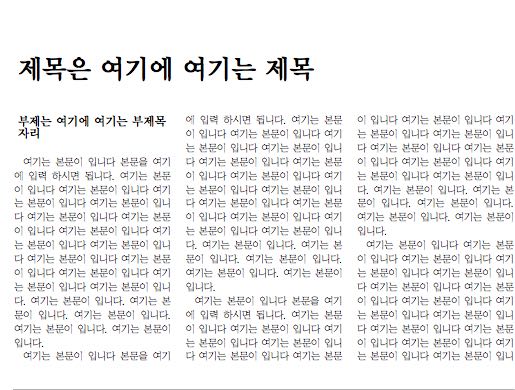 제목은 여기에 여기는 제목
부제는 여기에 여기는 부제목
자리
여기는 본문이 입니다 본문을 여기
에 입력 하시면 됩니다. 여기는 본문
이 입니다 여기는 본문이 입니다 여기
는 본문이 입니다 여기는 본문이 입니
다 여기는 본문이 입니다 여기는 본문
이 입니다 여기는 본문이 입니다 여기
는 본문이 입니다 여기는 본문이 입니
다 여기는 본문이 입니다 여기는 본문
이 입니다 여기는 본문이 입니다 여기
는 본문이 입니다 여기는 본문이 입니
다. 여기는 본문이 입니다. 여기는 본
문이 입니다. 여기는 본문이 입니다.
여기는 본문이 입니다. 여기는 본문이
입니다.
여기는 본문이 입니다 본문을 여기
에 입력 하시면 됩니다. 여기는 본문
이 입니다 여기는 본문이 입니다 여기
는 본문이 입니다 여기는 본문이 입니
다 여기는 본문이 입니다 여기는 본문
이 입니다 여기는 본문이 입니다 여기
는 본문이 입니다 여기는 본문이 입니
다 여기는 본문이 입니다 여기는 본문
이 입니다 여기는 본문이 입니다 여기
는 본문이 입니다 여기는 본문이 입니
다. 여기는 본문이 입니다. 여기는 본
문이 입니다. 여기는 본문이 입니다.
여기는 본문이 입니다. 여기는 본문이
입니다.
여기는 본문이 입니다 본문을 여기
에 입력 하시면 됩니다. 여기는 본문
이 입니다 여기는 본문이 입니다 여기
는 본문이 입니다 여기는 본문이 입니
다 여기는 본문이 입니다 여기는 본문
이 입니다 여기는 본문이 입니다 여기
는 본문이 입니다 여기는 본문이 입니
다 여기는 본문이 입니다 여기는 본문
이 입니다 여기는 본문이 입니다 여기
는 본문이 입니다 여기는 본문이 입니
다. 여기는 본문이 입니다. 여기는 본
문이 입니다. 여기는 본문이 입니다.
여기는 본문이 입니다. 여기는 본문이
입니다.
여기는 본문이 입니다 여기는 본문
이 입니다 여기는 본문이 입니다 여기
는 본문이 입니다 여기는 본문이 입니
다 여기는 본문이 입니다 여기는 본문
이 입니다 여기는 본문이 입니다 여기
는 본문이 입니다 여기는 본문이 입니
다 여기는 본문이 입니다 여기는 본문
이 입니다 여기는 본문이 입니다 여기